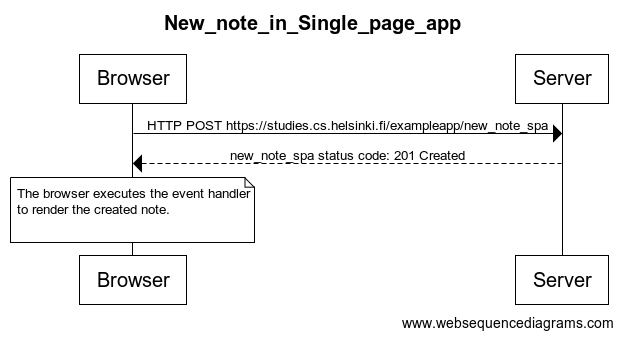 New_note_in_Single_page_app
Browser
Server
HTTP POST https://studies.cs.helsinki.fi/exampleapp/new_note_spa
new_note_spa status code: 201 Created
The browser executes the event handler
to render the created note.
Browser
Server
www.websequencediagrams.com